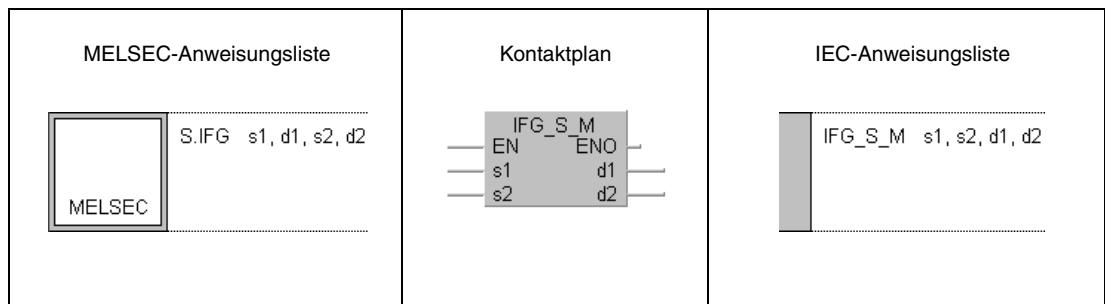 MELSEC-Anweisungsliste
MELSEC
S.IFG s1, d1, s2, d2
Kontaktplan
IFG_S_M
EN ENO
s1 d1
s2 d2
IEC-Anweisungsliste
IFG_S_M s1, s2, d1, d2